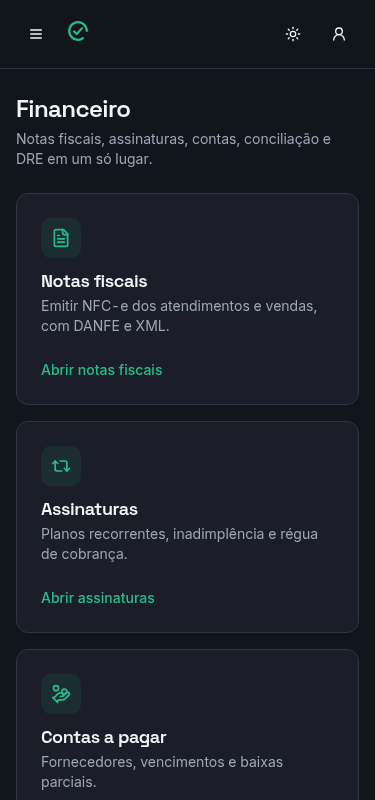 Financeiro
Notas fiscais, assinaturas, contas, conciliação e
DRE em um só lugar.
Notas fiscais
Emitir NFC-e dos atendimentos e vendas,
com DANFE e XML.
Abrir notas fiscais
Assinaturas
Planos recorrentes, inadimplência e régua
de cobrança.
Abrir assinaturas
Contas a pagar
Fornecedores, vencimentos e baixas
parciais.